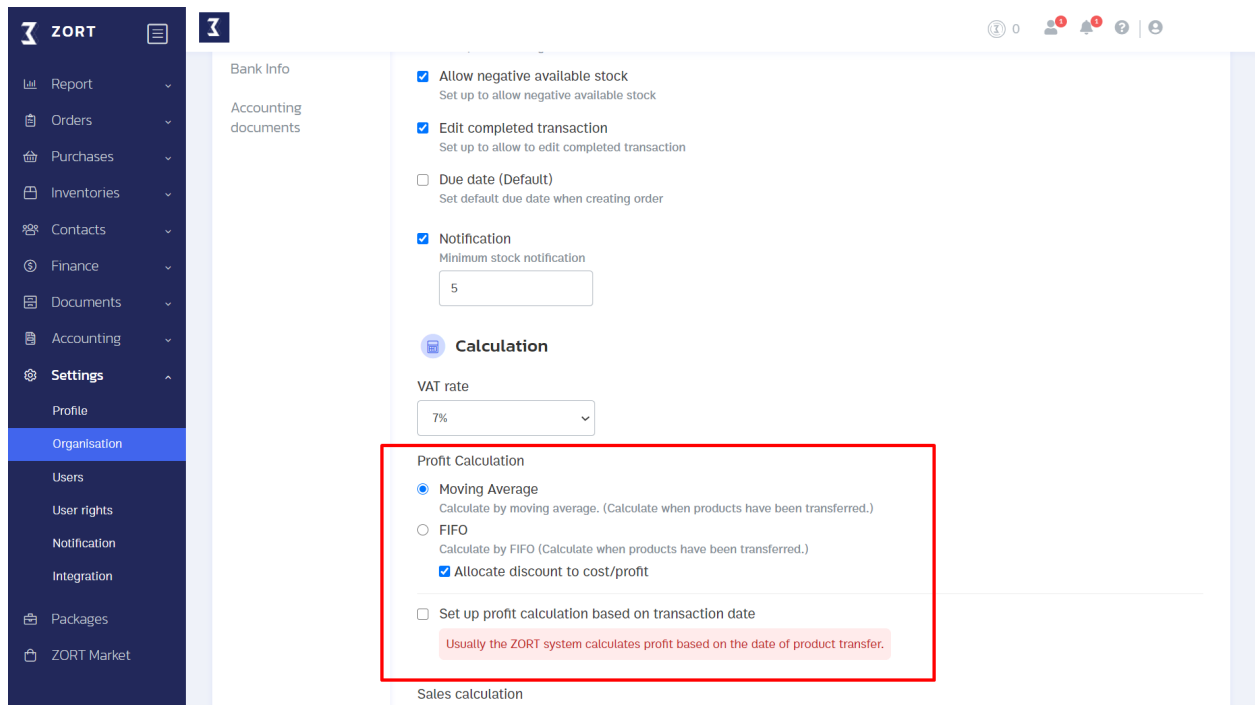 ZORT
0
1
1
Report
Orders
Purchases
Inventories
Contacts
Finance
Documents
Accounting
Settings
Profile
Organisation
Users
User rights
Notification
Integration
Packages
ZORT Market
Bank Info
Accounting
documents
Allow negative available stock
Set up to allow negative available stock
Edit completed transaction
Set up to allow to edit completed transaction
Due date (Default)
Set default due date when creating order
Notification
Minimum stock notification
5
Calculation
VAT rate
7%
Profit Calculation
Moving Average
Calculate by moving average. (Calculate when products have been transferred.)
FIFO
Calculate by FIFO (Calculate when products have been transferred.)
Allocate discount to cost/profit
Set up profit calculation based on transaction date
Usually the ZORT system calculates profit based on the date of product transfer.
Sales calculation